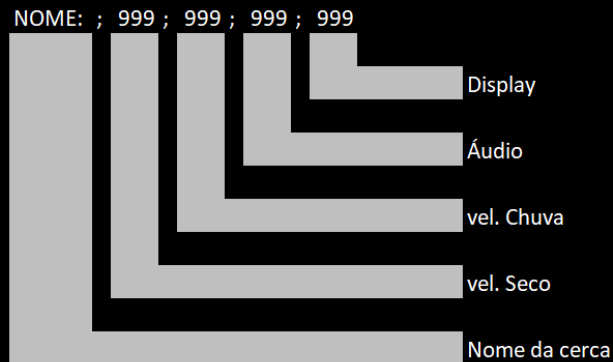 NOME: ; 999 ; 999 ; 999 ; 999
Display
Áudio
vel. Chuva
vel. Seco
Nome da cerca